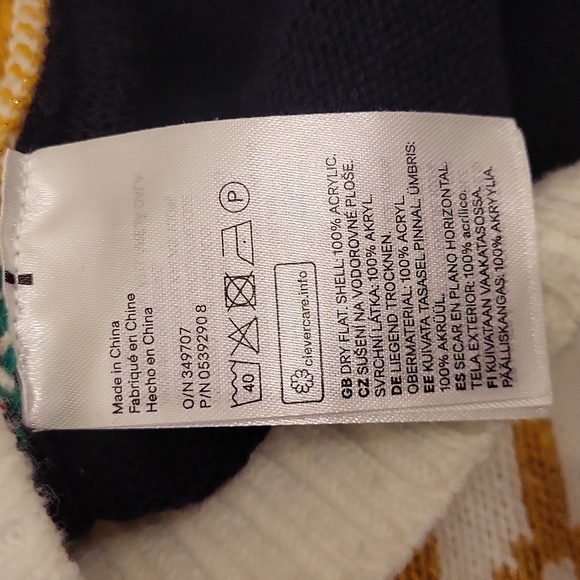 Made in China
Fabriqué en Chine
Hecho en China
O/N 349707
P/N 0539290 8
40
P
clevercare.info
GB DRY FLAT. SHELL: 100% ACRYLIC.
CZ SUŠENÍ NA VODOROVNÉ PLOŠE.
SVRCHNÍ LÁTKA: 100% AKRYL.
DE LIEGEND TROCKNEN.
OBERMATERIAL: 100% ACRYL.
EE KUIVATA TASASEL PINNAL. ÜMBRIS:
100% AKRÜÜL.
ES SECAR EN PLANO HORIZONTAL.
TELA EXTERIOR: 100% acrílico.
FI KUIVATAAN VAAKATASOSSA.
PÄÄLLISKANGAS: 100% AKRYYLIA.